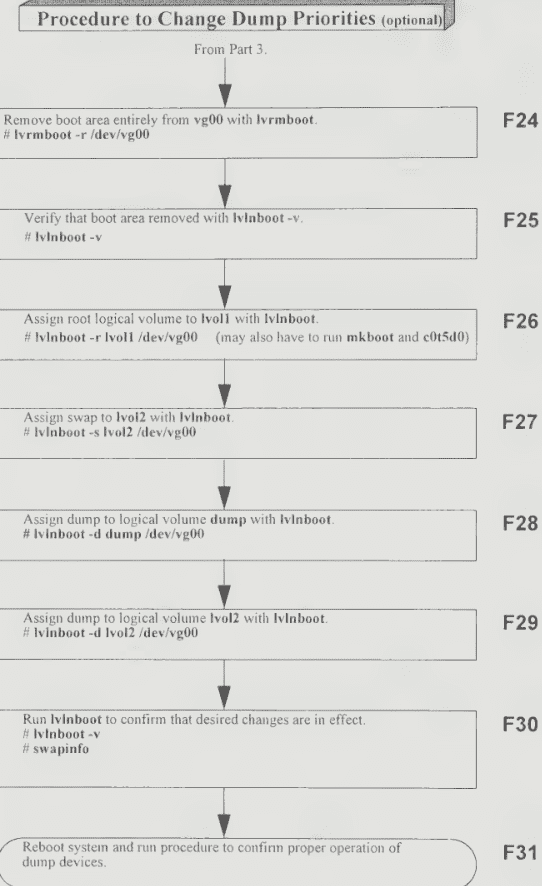 Procedure to Change Dump Priorities (optional)
From Part 3.
Remove boot area entirely from vg00 with lvrmboot.
# lvrmboot -r /dev/vg00
F24
Verify that boot area removed with lvlnboot -v.
# lvlnboot -v
F25
Assign root logical volume to lvol1 with lvlnboot.
# lvlnboot -r lvol1 /dev/vg00 (may also have to run mkboot and c0t5d0)
F26
Assign swap to lvol2 with lvlnboot.
# lvlnboot -s lvol2 /dev/vg00
F27
Assign dump to logical volume dump with lvlnboot.
# lvlnboot -d dump /dev/vg00
F28
Assign dump to logical volume lvol2 with lvlnboot.
# lvlnboot -d lvol2 /dev/vg00
F29
Run lvlnboot to confirm that desired changes are in effect.
# lvlnboot -v
# swapinfo
F30
Reboot system and run procedure to confirm proper operation of
dump devices.
F31